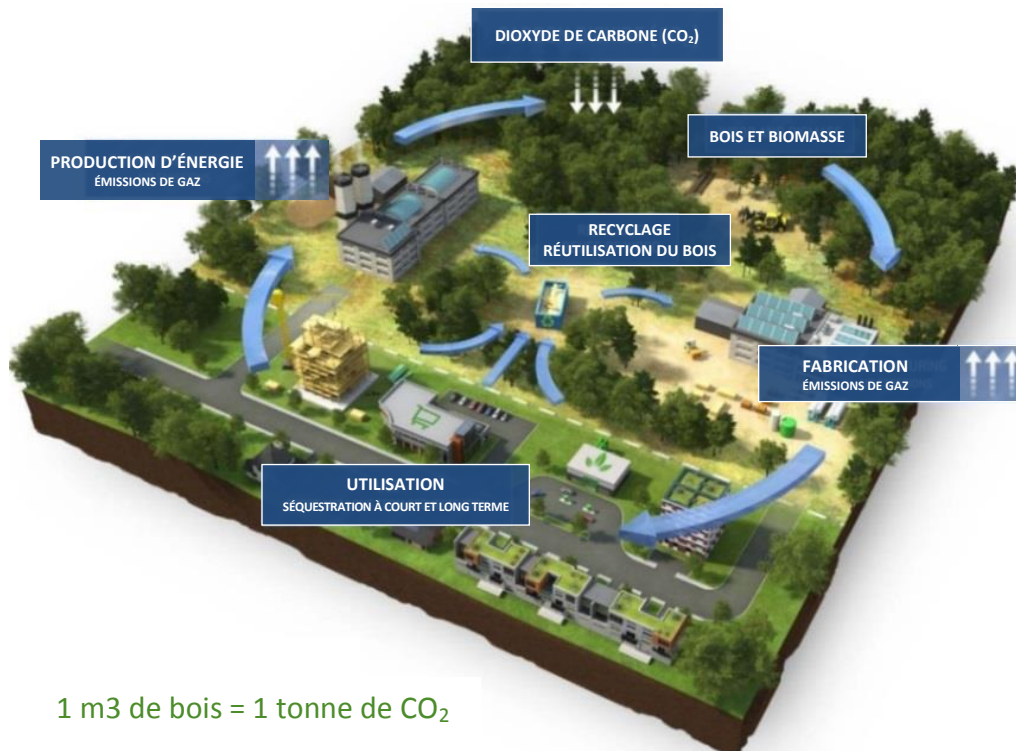 DIOXYDE DE CARBONE (CO₂)
BOIS ET BIOMASSE
PRODUCTION D'ÉNERGIE
ÉMISSIONS DE GAZ
RECYCLAGE
RÉUTILISATION DU BOIS
FABRICATION
ÉMISSIONS DE GAZ
UTILISATION
SÉQUESTRATION À COURT ET LONG TERME
1 m3 de bois = 1 tonne de CO₂